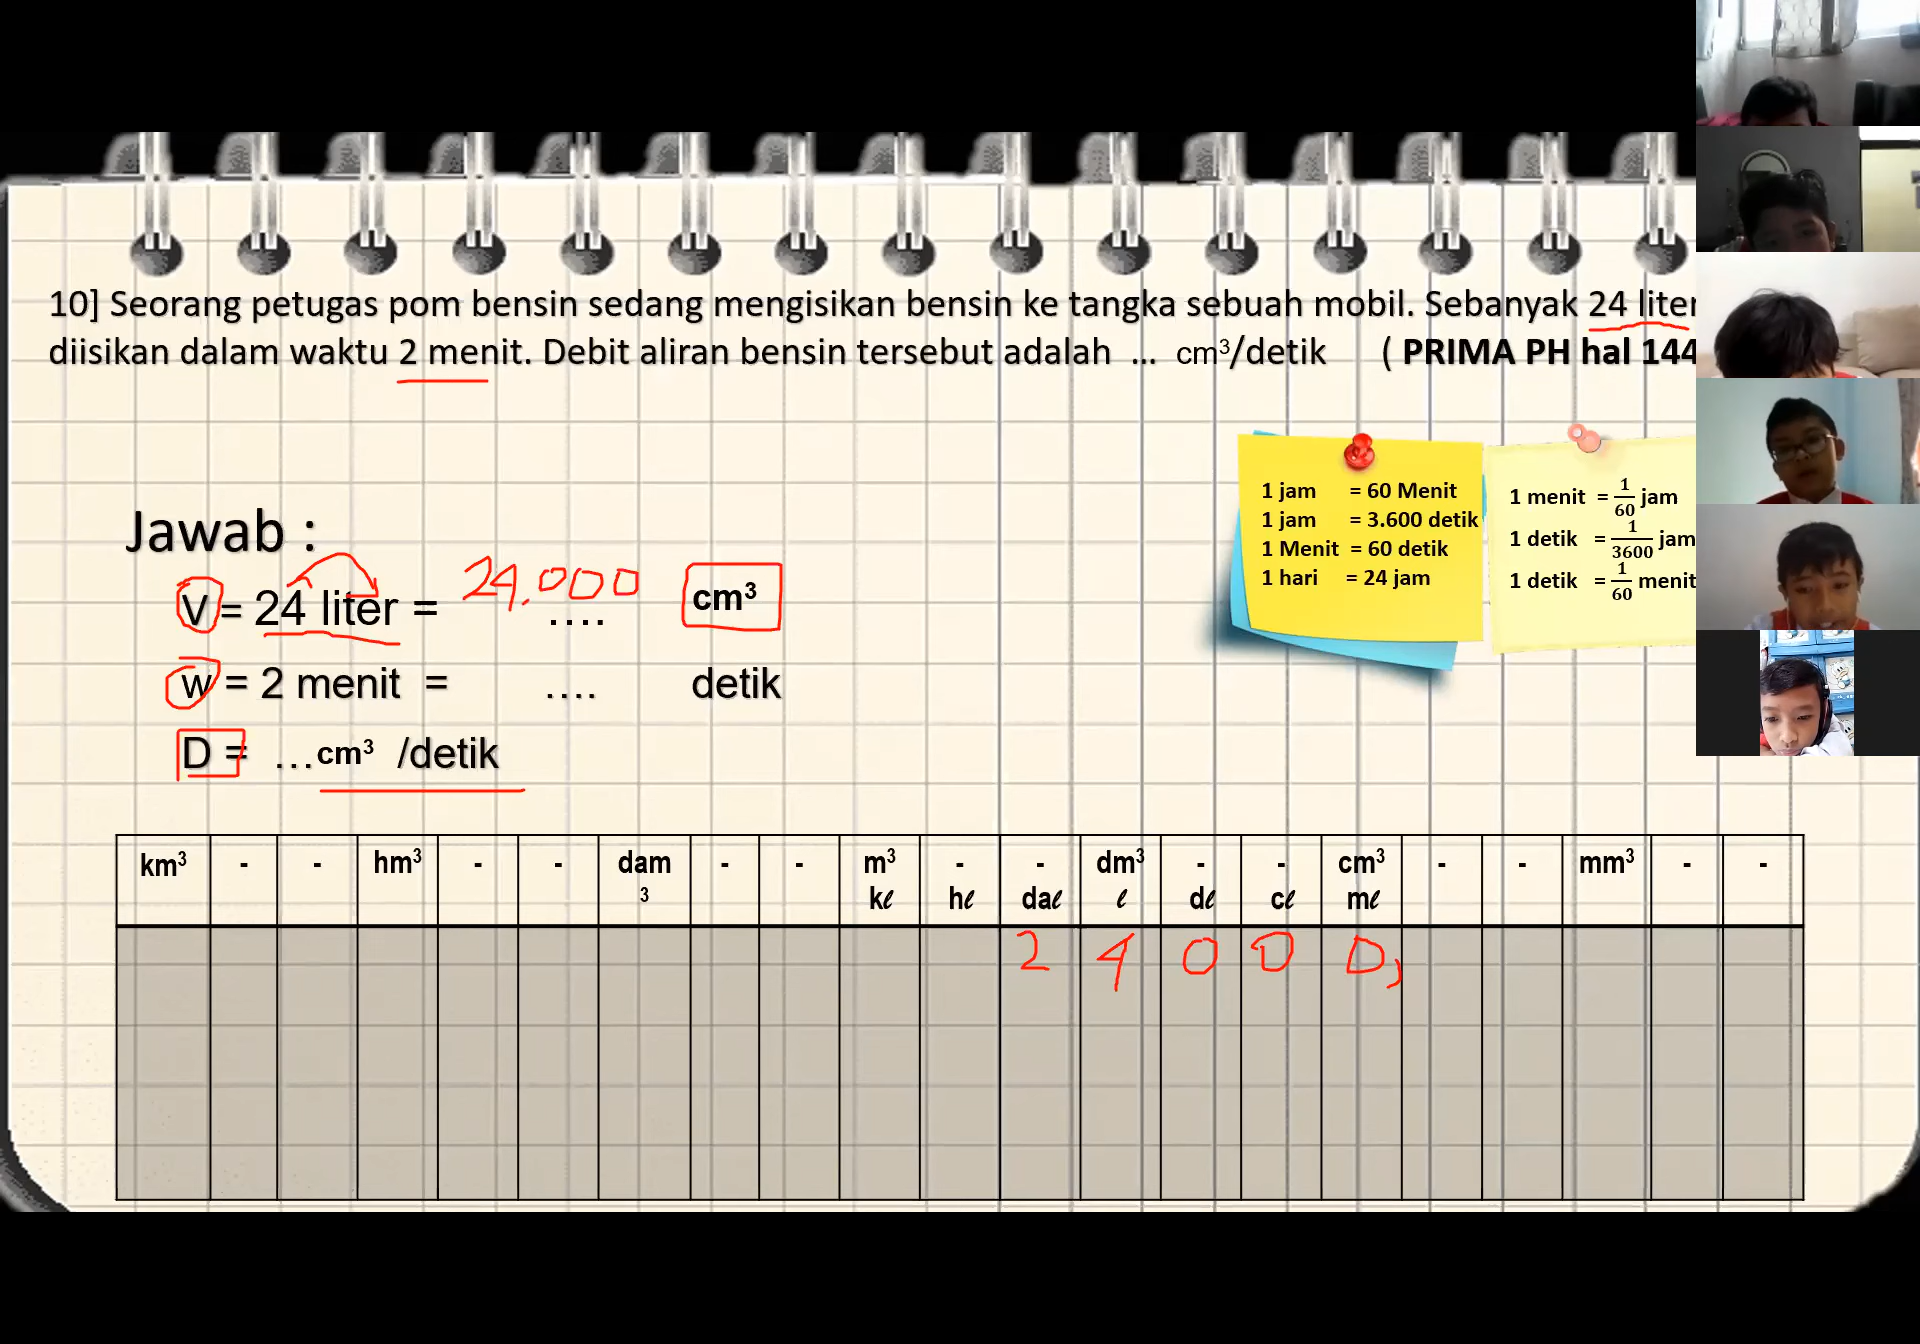 10] Seorang petugas pom bensin sedang mengisikan bensin ke tangka sebuah mobil. Sebanyak 24 liter
diisikan dalam waktu 2 menit. Debit aliran bensin tersebut adalah ... cm³/detik ( PRIMA PH hal 144
1 jam = 60 Menit
1 jam = 3.600 detik
1 Menit = 60 detik
1 hari = 24 jam
1 menit = 1/60 jam
1 detik = 1/3600 jam
1 detik = 1/60 menit
Jawab :
V = 24 liter = 24.000 .... cm³
w = 2 menit = .... detik
D = ...cm³ /detik
km³ - - hm³ - - dam³ - - m³ - - dm³ - - cm³ - - mm³ - -
kℓ hℓ daℓ ℓ dℓ cℓ mℓ
2 4 0 0 0,